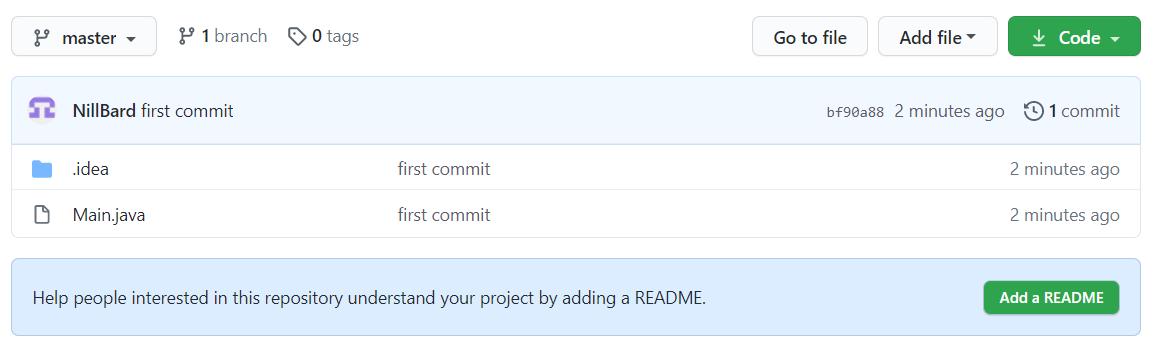 master 1 branch 0 tags Go to file Add file Code
NillBard first commit bf90a88 2 minutes ago 1 commit
.idea first commit 2 minutes ago
Main.java first commit 2 minutes ago
Help people interested in this repository understand your project by adding a README. Add a README